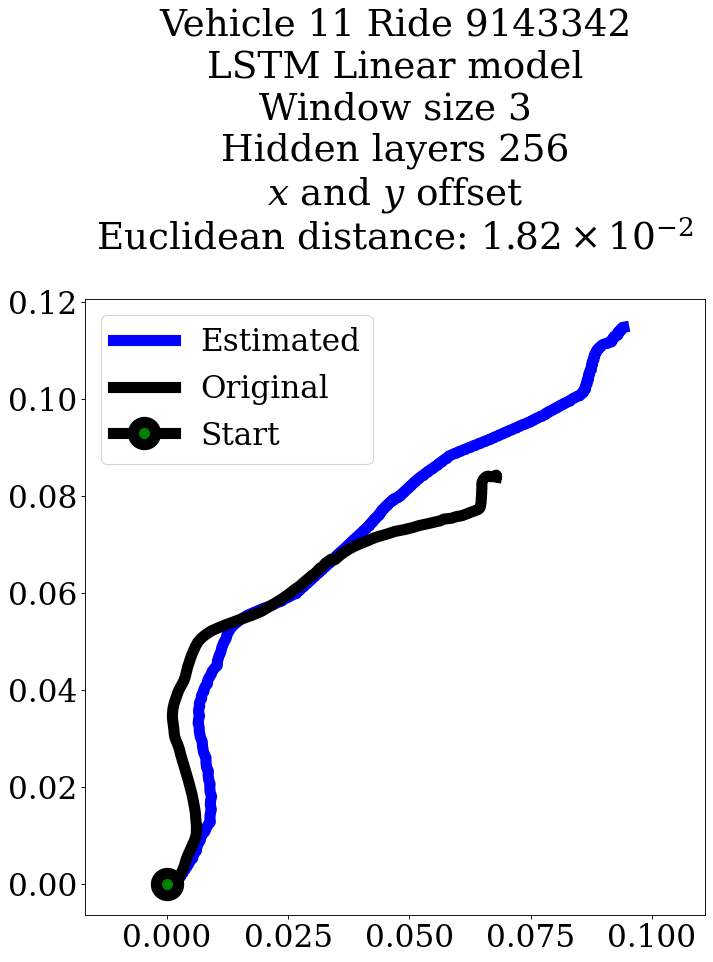 Vehicle 11 Ride 9143342
LSTM Linear model
Window size 3
Hidden layers 256
x and y offset
Euclidean distance: 1.82 × 10⁻²
0.12
0.10
0.08
0.06
0.04
0.02
0.00
Estimated
Original
Start
0.000 0.025 0.050 0.075 0.100